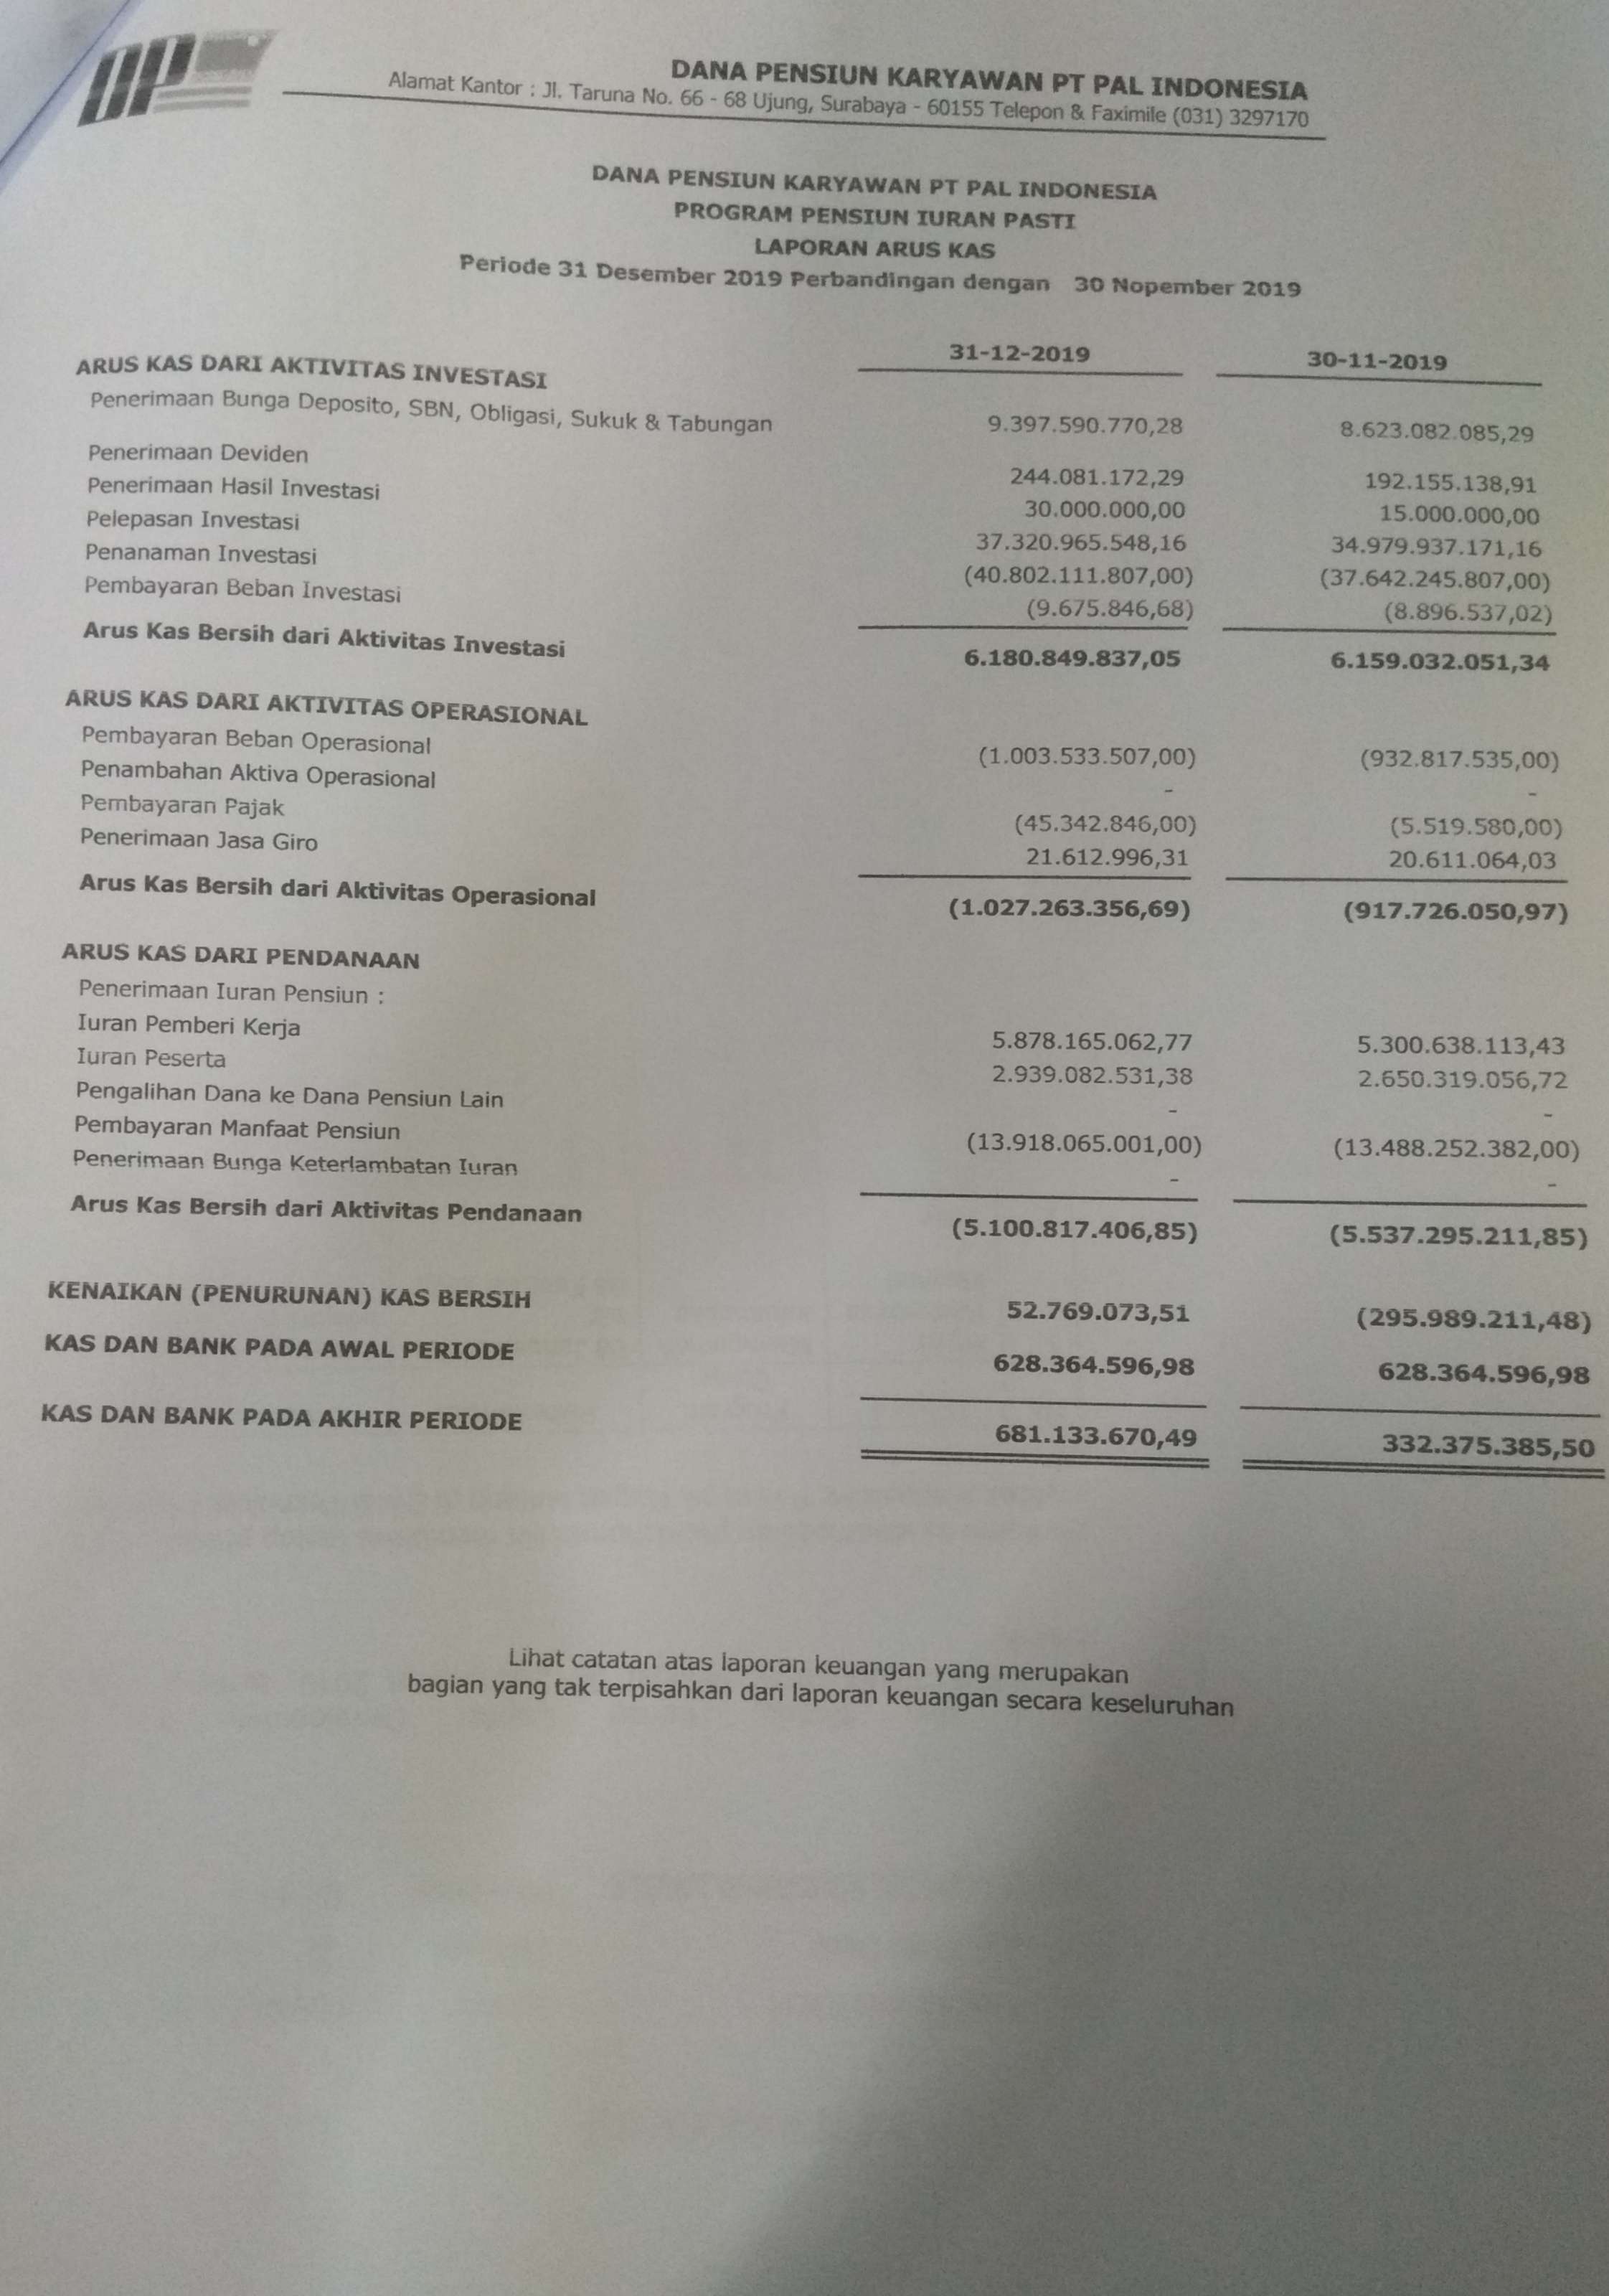 DP
DANA PENSIUN KARYAWAN PT PAL INDONESIA
Alamat Kantor : Jl. Taruna No. 66 - 68 Ujung, Surabaya - 60155 Telepon & Faximile (031) 3297170
DANA PENSIUN KARYAWAN PT PAL INDONESIA
PROGRAM PENSIUN IURAN PASTI
LAPORAN ARUS KAS
Periode 31 Desember 2019 Perbandingan dengan 30 Nopember 2019
31-12-2019 30-11-2019
ARUS KAS DARI AKTIVITAS INVESTASI
Penerimaan Bunga Deposito, SBN, Obligasi, Sukuk & Tabungan 9.397.590.770,28 8.623.082.085,29
Penerimaan Deviden 244.081.172,29 192.155.138,91
Penerimaan Hasil Investasi 30.000.000,00 15.000.000,00
Pelepasan Investasi 37.320.965.548,16 34.979.937.171,16
Penanaman Investasi (40.802.111.807,00) (37.642.245.807,00)
Pembayaran Beban Investasi (9.675.846,68) (8.896.537,02)
Arus Kas Bersih dari Aktivitas Investasi 6.180.849.837,05 6.159.032.051,34
ARUS KAS DARI AKTIVITAS OPERASIONAL
Pembayaran Beban Operasional (1.003.533.507,00) (932.817.535,00)
Penambahan Aktiva Operasional - -
Pembayaran Pajak (45.342.846,00) (5.519.580,00)
Penerimaan Jasa Giro 21.612.996,31 20.611.064,03
Arus Kas Bersih dari Aktivitas Operasional (1.027.263.356,69) (917.726.050,97)
ARUS KAS DARI PENDANAAN
Penerimaan Iuran Pensiun :
Iuran Pemberi Kerja 5.878.165.062,77 5.300.638.113,43
Iuran Peserta 2.939.082.531,38 2.650.319.056,72
Pengalihan Dana ke Dana Pensiun Lain - -
Pembayaran Manfaat Pensiun (13.918.065.001,00) (13.488.252.382,00)
Penerimaan Bunga Keterlambatan Iuran - -
Arus Kas Bersih dari Aktivitas Pendanaan (5.100.817.406,85) (5.537.295.211,85)
KENAIKAN (PENURUNAN) KAS BERSIH 52.769.073,51 (295.989.211,48)
KAS DAN BANK PADA AWAL PERIODE 628.364.596,98 628.364.596,98
KAS DAN BANK PADA AKHIR PERIODE 681.133.670,49 332.375.385,50
Lihat catatan atas laporan keuangan yang merupakan
bagian yang tak terpisahkan dari laporan keuangan secara keseluruhan